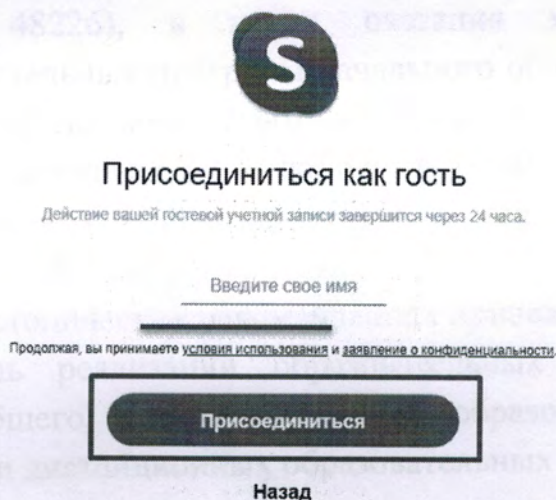 S
Присоединиться как гость
Действие вашей гостевой учетной записи завершится через 24 часа.
Введите свое имя
Продолжая, вы принимаете условия использования и заявление о конфиденциальности.
Присоединиться
Назад